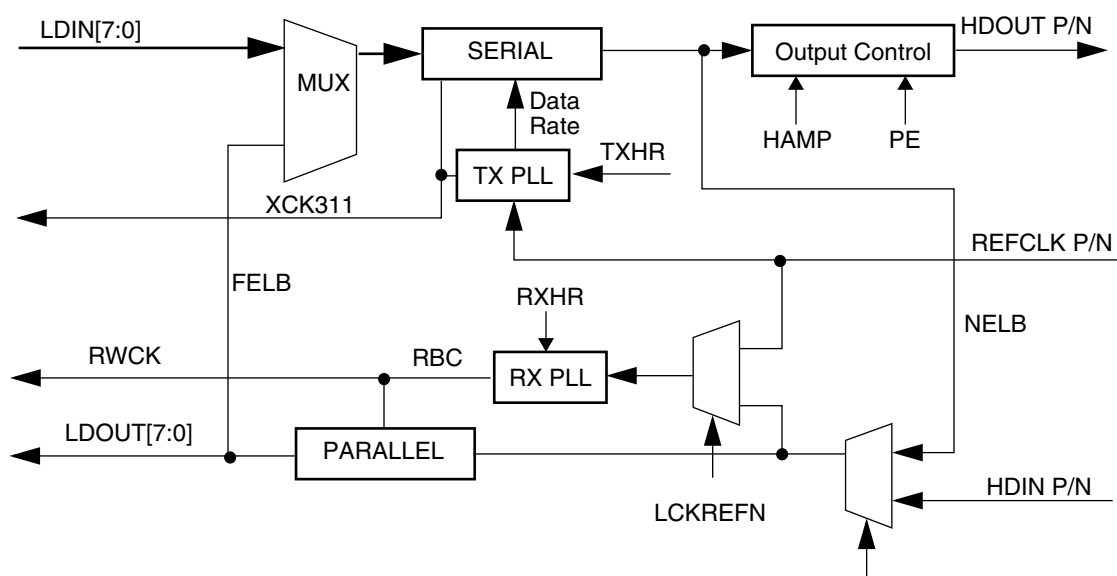 LDIN[7:0]
MUX
SERIAL
Output Control
HDOUT P/N
Data
Rate
HAMP
PE
TX PLL
TXHR
XCK311
REFCLK P/N
FELB
RXHR
NELB
RWCK
RBC
RX PLL
LDOUT[7:0]
PARALLEL
LCKREFN
HDIN P/N